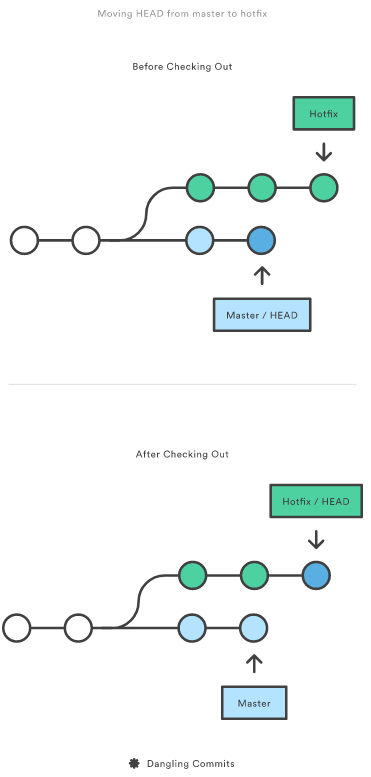 Moving HEAD from master to hotfix
Before Checking Out
Hotfix
Master / HEAD
After Checking Out
Hotfix / HEAD
Master
Dangling Commits